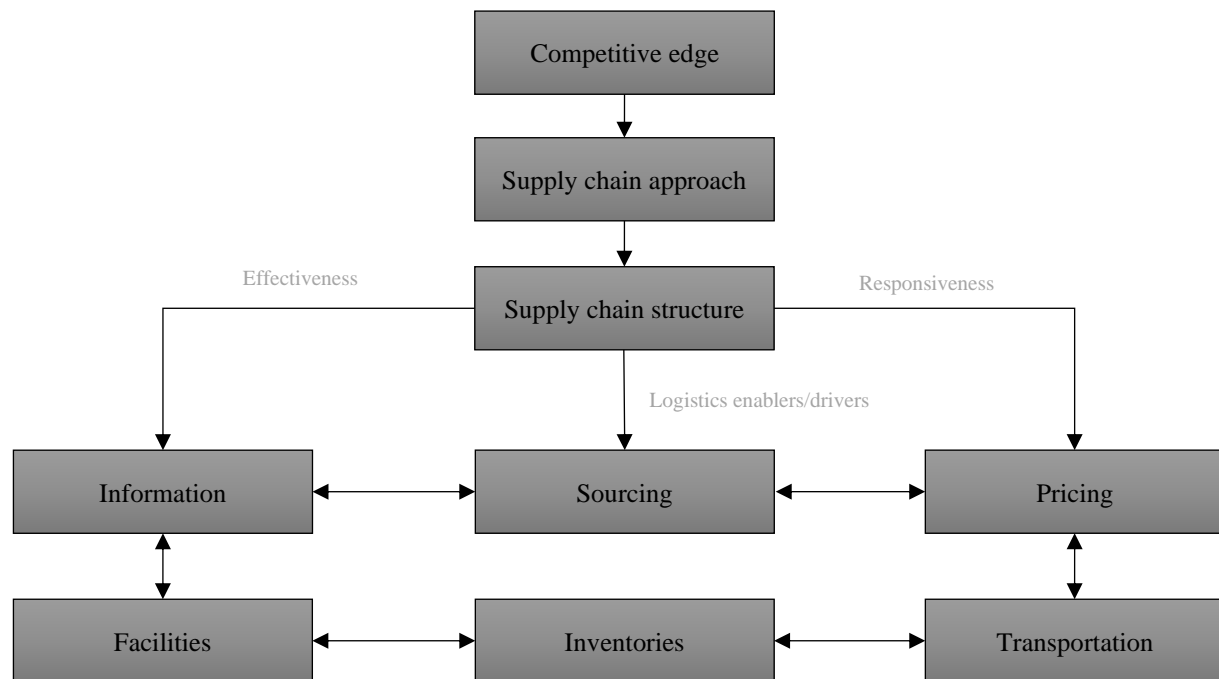 Competitive edge
Supply chain approach
Effectiveness
Responsiveness
Supply chain structure
Logistics enablers/drivers
Information
Sourcing
Pricing
Facilities
Inventories
Transportation